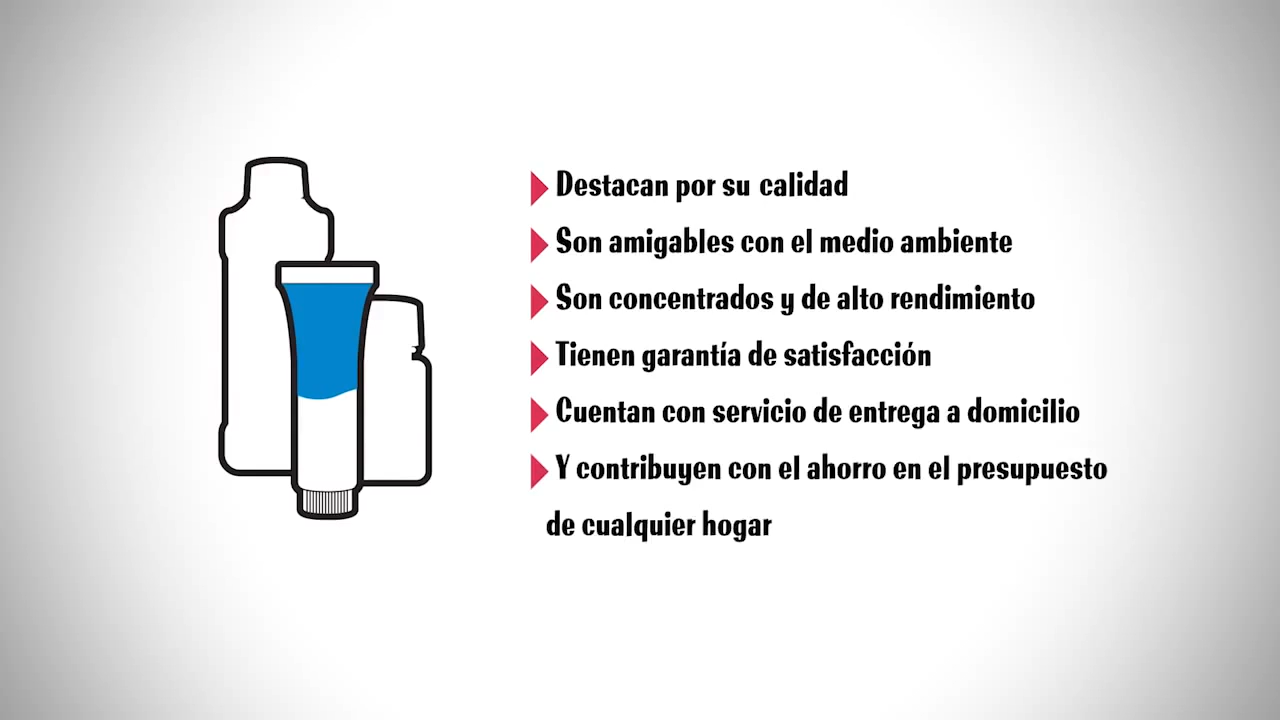 Destacan por su calidad
Son amigables con el medio ambiente
Son concentrados y de alto rendimiento
Tienen garantía de satisfacción
Cuentan con servicio de entrega a domicilio
Y contribuyen con el ahorro en el presupuesto
de cualquier hogar